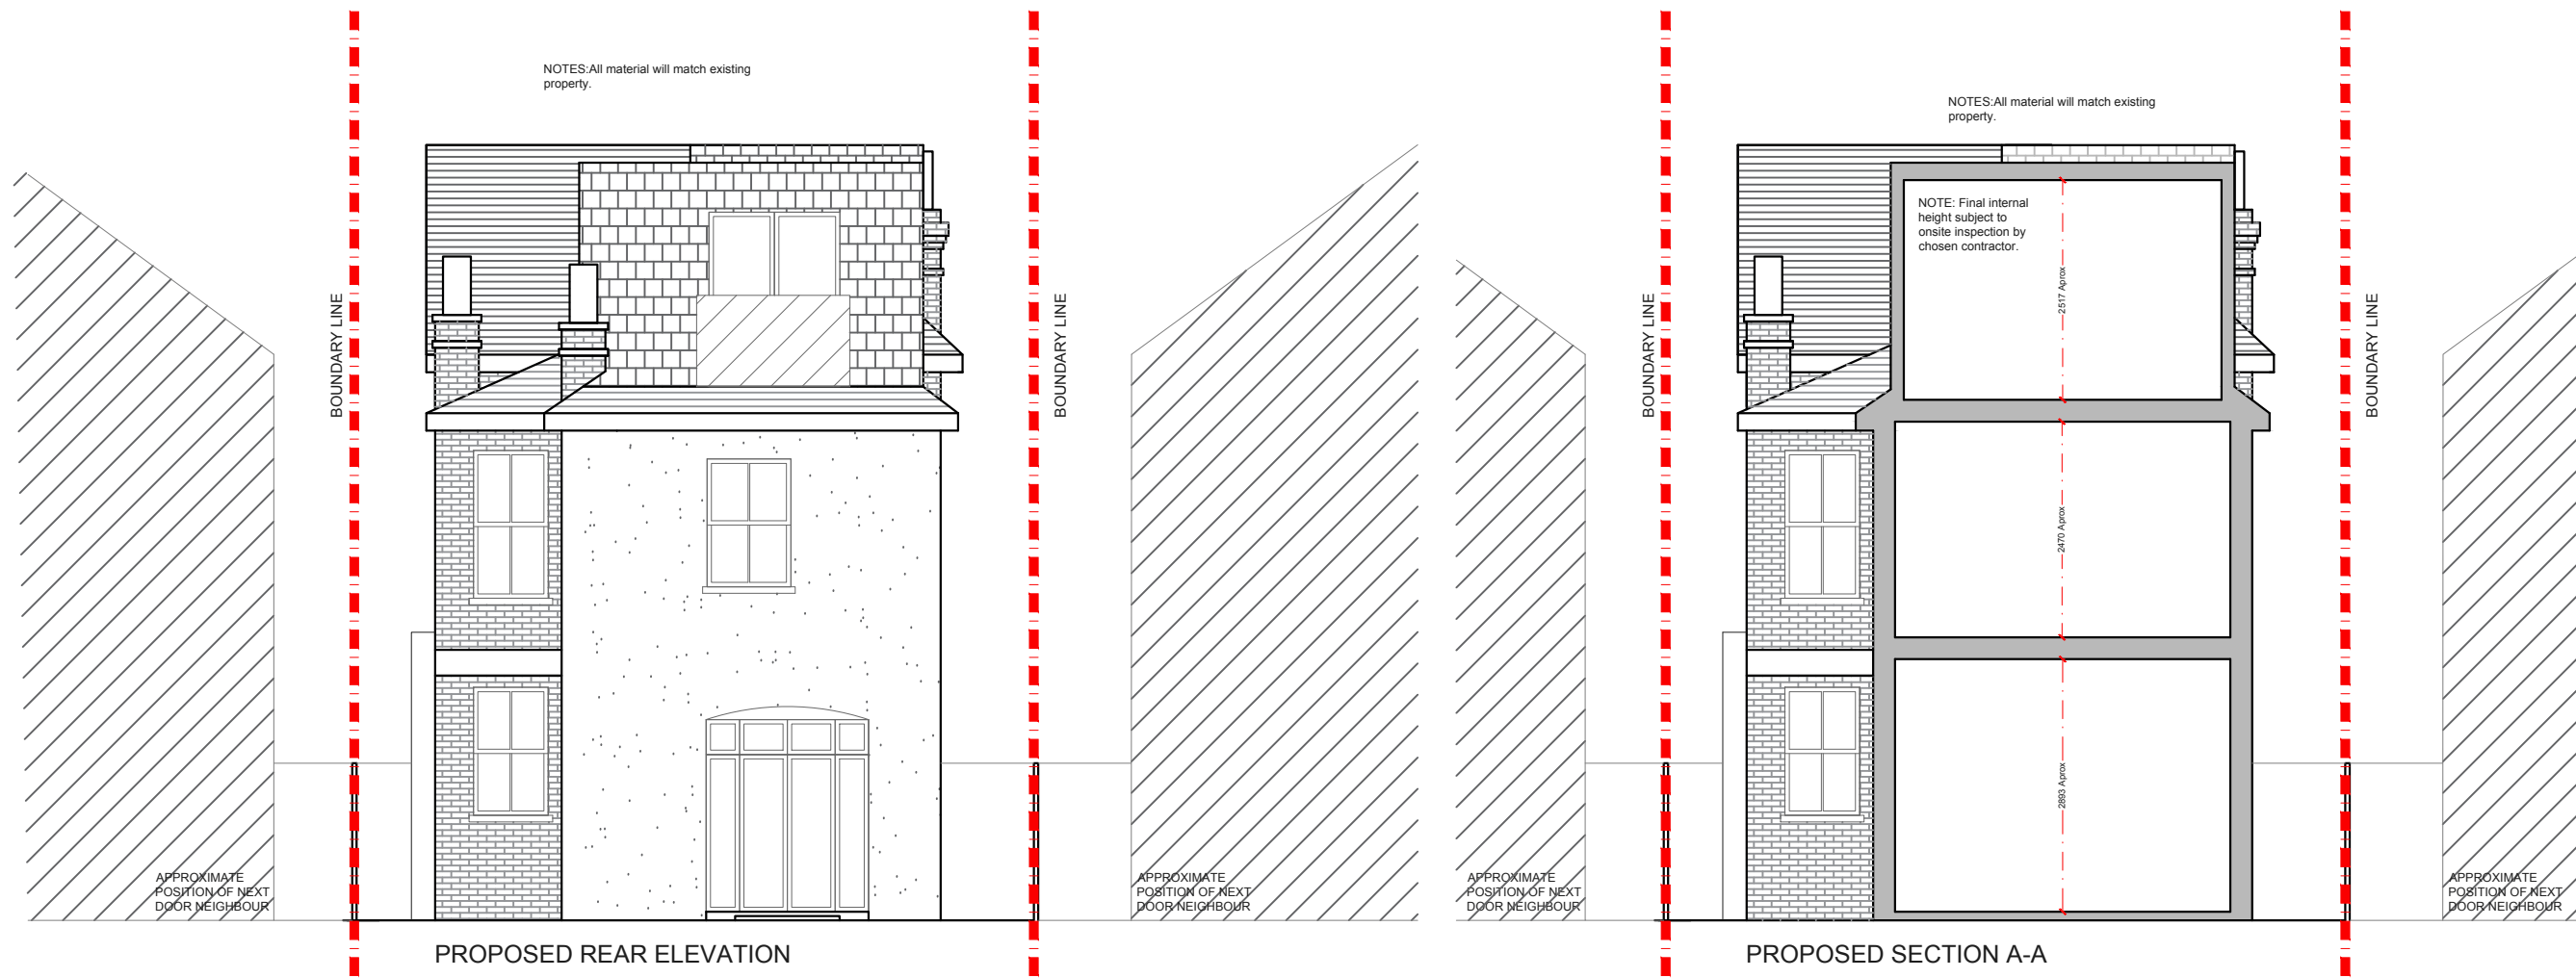 NOTES:All material will match existing
property.
BOUNDARY LINE
BOUNDARY LINE
APPROXIMATE
POSITION OF NEXT
DOOR NEIGHBOUR
APPROXIMATE
POSITION OF NEXT
DOOR NEIGHBOUR
PROPOSED REAR ELEVATION
NOTES:All material will match existing
property.
NOTE: Final internal
height subject to
onsite inspection by
chosen contractor.
2517 Aprox
2470 Aprox
2893 Aprox
BOUNDARY LINE
BOUNDARY LINE
APPROXIMATE
POSITION OF NEXT
DOOR NEIGHBOUR
APPROXIMATE
POSITION OF NEXT
DOOR NEIGHBOUR
PROPOSED SECTION A-A